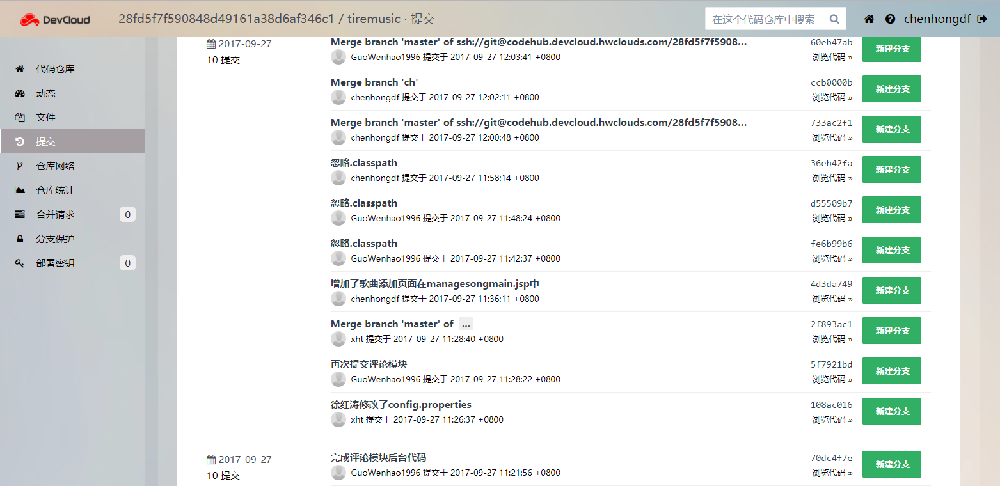 DevCloud
28fd5f7f590848d49161a38d6af346c1 / tiremusic · 提交
在这个代码仓库中搜索
chenhongdf
代码仓库
动态
文件
提交
仓库网络
仓库统计
合并请求 0
分支保护
部署密钥 0
2017-09-27
10 提交
Merge branch 'master' of ssh://git@codehub.devcloud.hwclouds.com/28fd5f7f5908...
GuoWenhao1996 提交于 2017-09-27 12:03:41 +0800
60eb47ab
浏览代码 »
新建分支
Merge branch 'ch'
chenhongdf 提交于 2017-09-27 12:02:11 +0800
ccb0000b
浏览代码 »
新建分支
Merge branch 'master' of ssh://git@codehub.devcloud.hwclouds.com/28fd5f7f5908...
chenhongdf 提交于 2017-09-27 12:00:48 +0800
733ac2f1
浏览代码 »
新建分支
忽略.classpath
chenhongdf 提交于 2017-09-27 11:58:14 +0800
36eb42fa
浏览代码 »
新建分支
忽略.classpath
GuoWenhao1996 提交于 2017-09-27 11:48:24 +0800
d55509b7
浏览代码 »
新建分支
忽略.classpath
GuoWenhao1996 提交于 2017-09-27 11:42:37 +0800
fe6b99b6
浏览代码 »
新建分支
增加了歌曲添加页面在managesongmain.jsp中
chenhongdf 提交于 2017-09-27 11:36:11 +0800
4d3da749
浏览代码 »
新建分支
Merge branch 'master' of ...
xht 提交于 2017-09-27 11:28:40 +0800
2f893ac1
浏览代码 »
新建分支
再次提交评论模块
GuoWenhao1996 提交于 2017-09-27 11:28:22 +0800
5f7921bd
浏览代码 »
新建分支
徐红涛修改了config.properties
xht 提交于 2017-09-27 11:26:37 +0800
108ac016
浏览代码 »
新建分支
2017-09-27
10 提交
完成评论模块后台代码
GuoWenhao1996 提交于 2017-09-27 11:21:56 +0800
70dc4f7e
浏览代码 »
新建分支